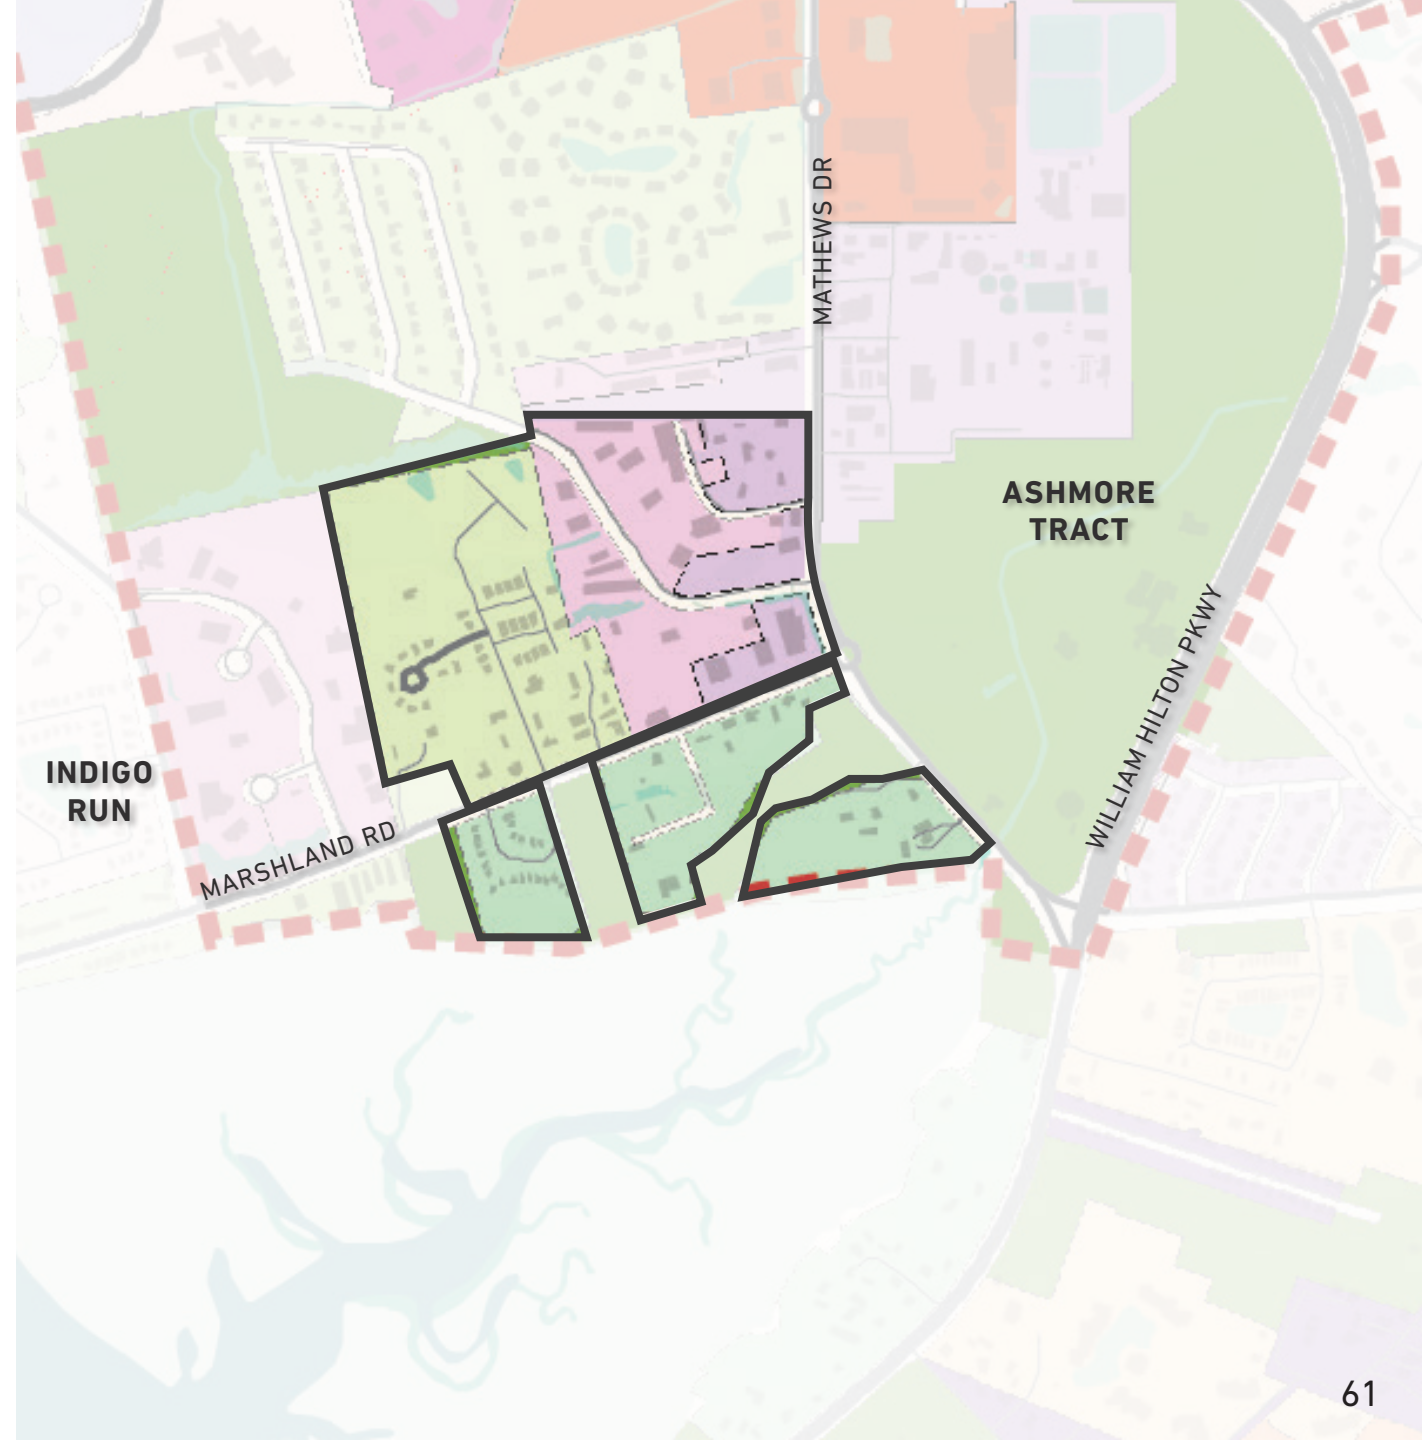 MATHEWS DR
ASHMORE
TRACT
WILLIAM HILTON PKWY
INDIGO
RUN
MARSHLAND RD
61